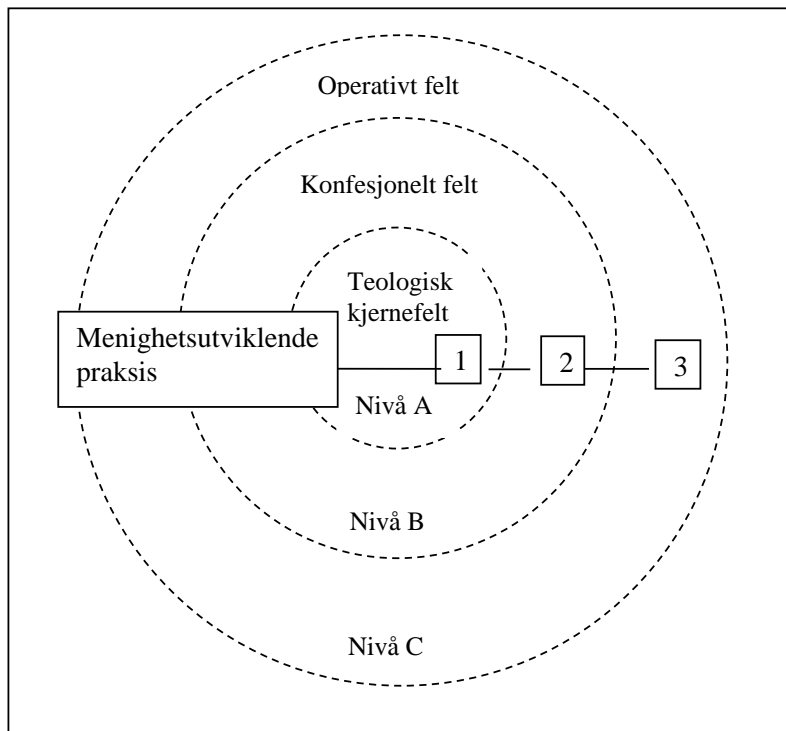 Operativt felt
Konfesjonelt felt
Teologisk
kjernefelt
Menighetsutviklende
praksis
1
2
3
Nivå A
Nivå B
Nivå C